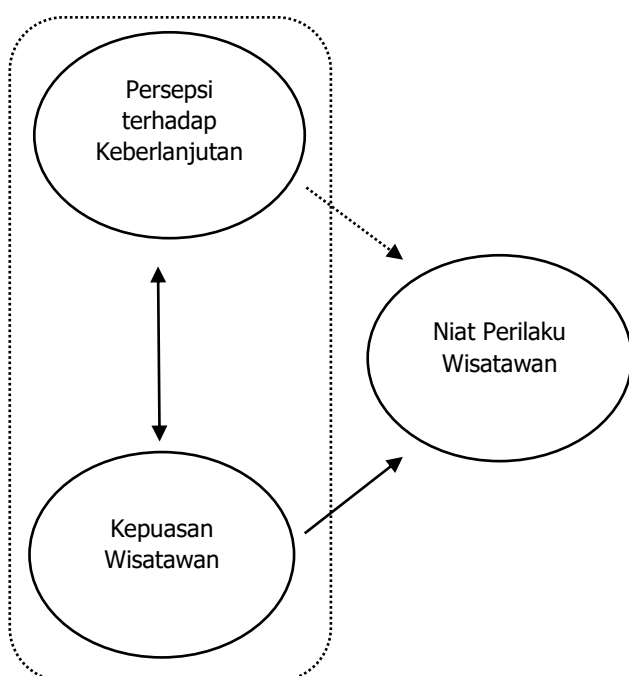 Persepsi
terhadap
Keberlanjutan
Niat Perilaku
Wisatawan
Kepuasan
Wisatawan